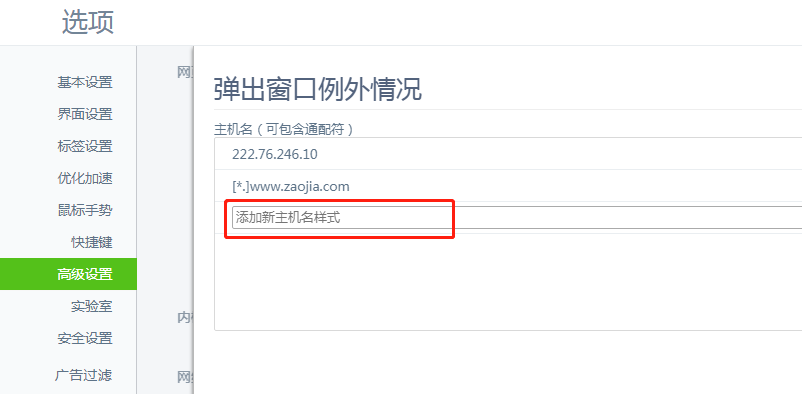 选项
基本设置
界面设置
标签设置
优化加速
鼠标手势
快捷键
高级设置
实验室
安全设置
广告过滤
网
内
网
弹出窗口例外情况
主机名（可包含通配符）
222.76.246.10
[*.]www.zaojia.com
添加新主机名样式